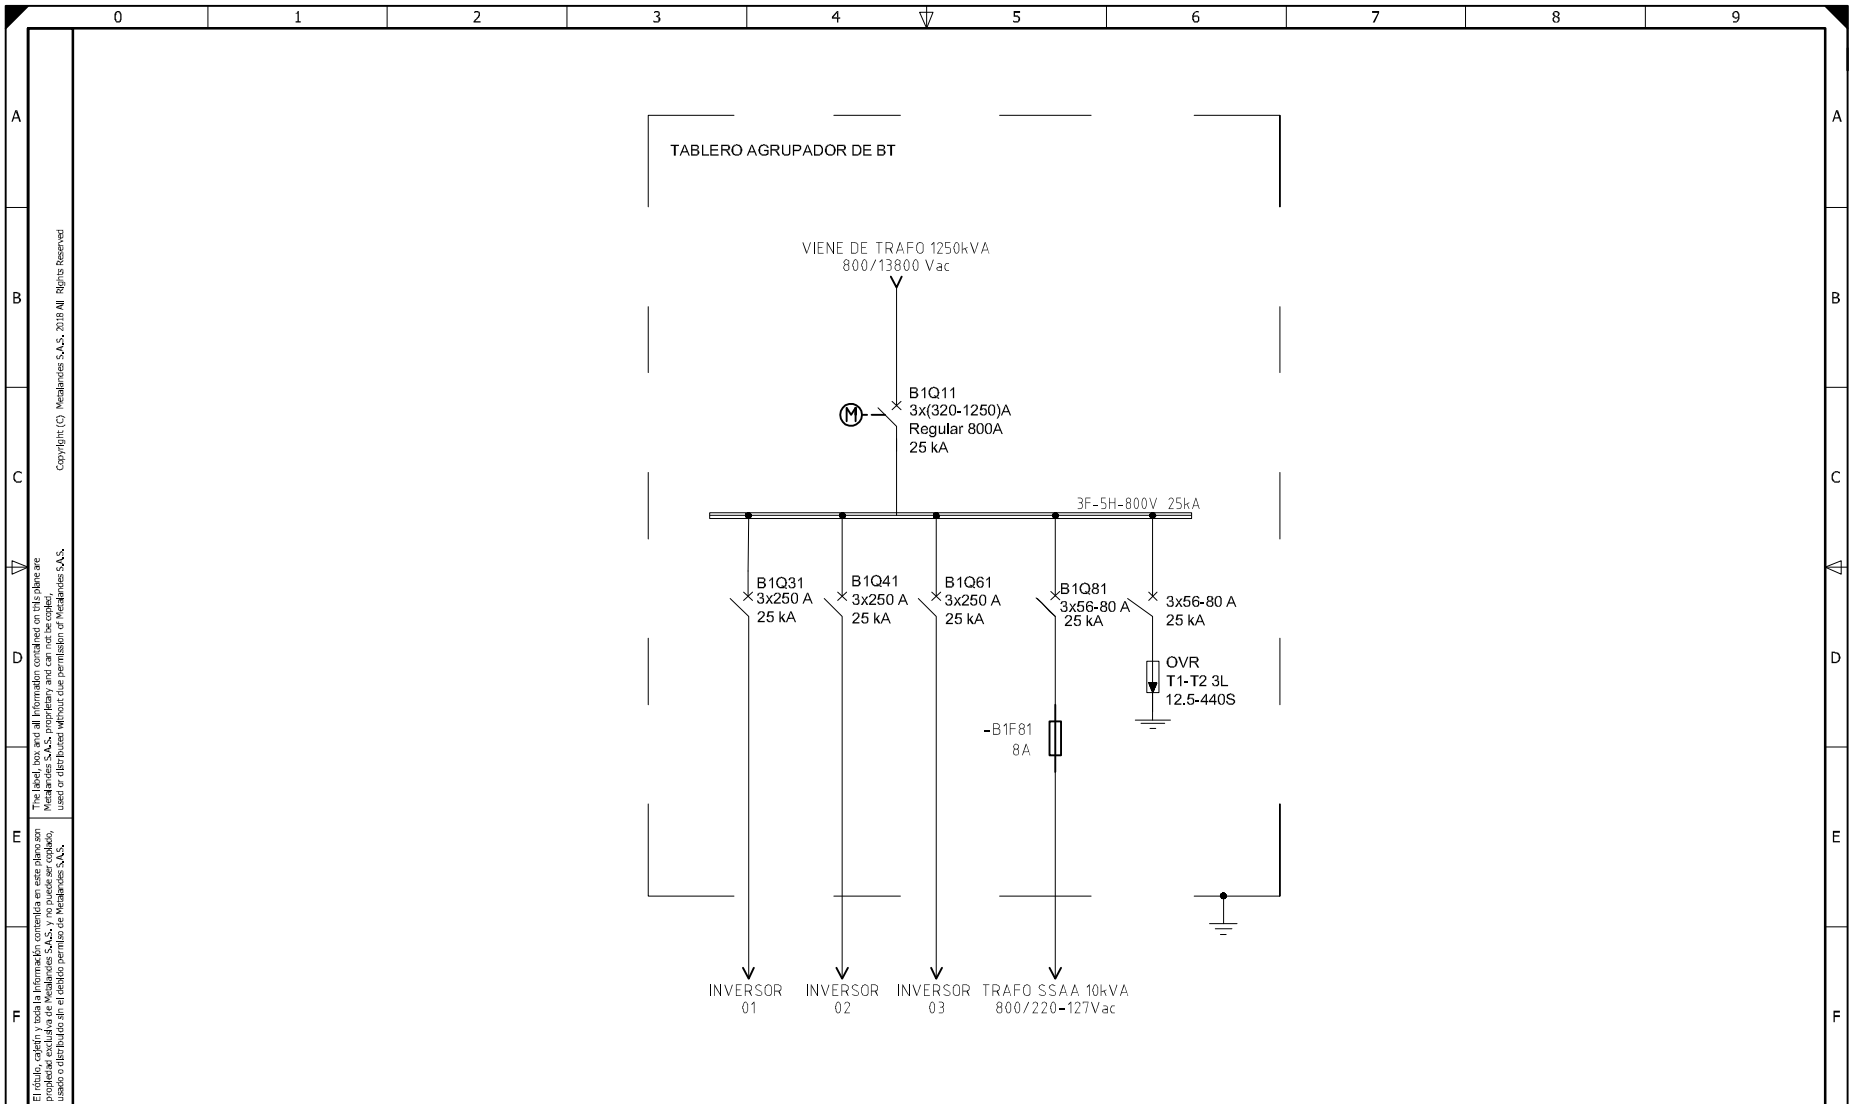 0 1 2 3 4 5 6 7 8 9
A A
TABLERO AGRUPADOR DE BT
VIENE DE TRAFO 1250kVA
800/13800 Vac
B B
B1Q11
3x(320-1250)A
Regular 800A
25 kA
M
C C
3F-5H-800V 25kA
B1Q31
3x250 A
25 kA
B1Q41
3x250 A
25 kA
B1Q61
3x250 A
25 kA
B1Q81
3x56-80 A
25 kA
3x56-80 A
25 kA
D D
OVR
T1-T2 3L
12.5-440S
-B1F81
8A
E E
INVERSOR
01
INVERSOR
02
INVERSOR
03
TRAFO SSAA 10kVA
800/220-127Vac
F F
Copyright (C) Metalandes S.A.S. 2018 All Rights Reserved
The label, box and all information contained on this plane are
Metalandes S.A.S. proprietary and can not be copied,
used or distributed without due permission of Metalandes S.A.S.
El rótulo, cajetín y toda la información contenida en este plano son
propiedad exclusiva de Metalandes S.A.S. y no puede ser copiado,
usado o distribuido sin el debido permiso de Metalandes S.A.S.